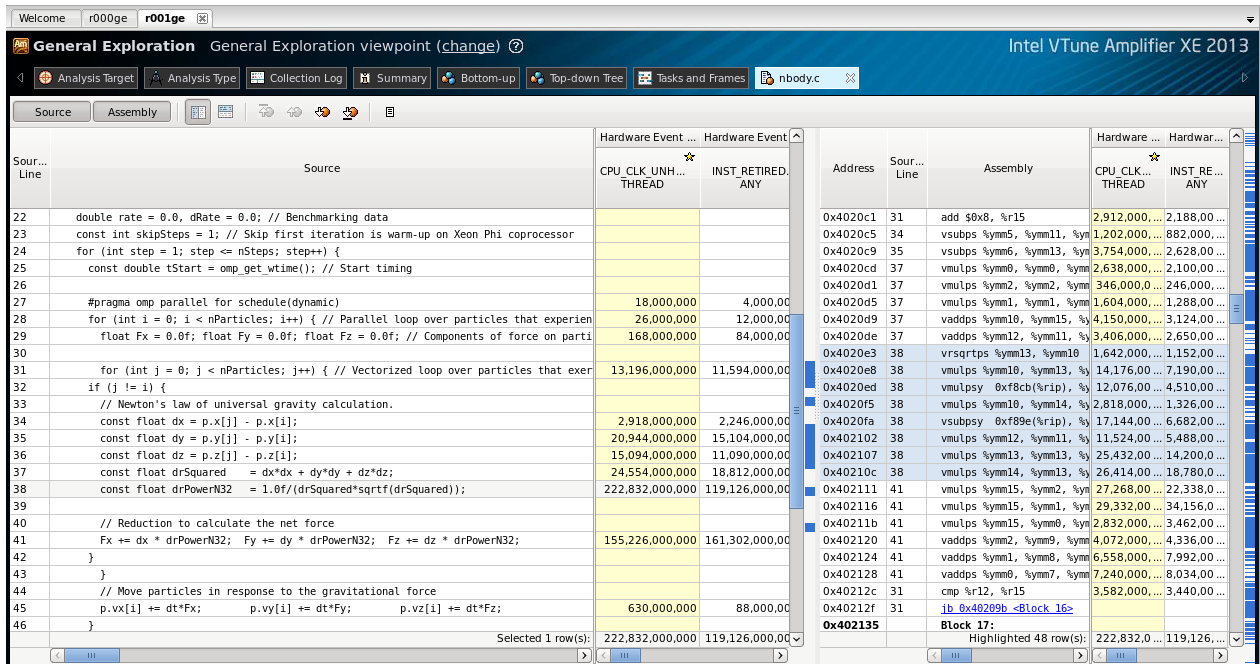 Welcome r000ge r001ge
General Exploration General Exploration viewpoint (change) Intel VTune Amplifier XE 2013
Analysis Target Analysis Type Collection Log Summary Bottom-up Top-down Tree Tasks and Frames nbody.c
Source Assembly
Hardware Event ... Hardware Event Hardware ... Hardwar...
Sour... Line Source CPU_CLK_UNH... THREAD INST_RETIRED. ANY Address Sour... Line Assembly CPU_CLK... THREAD INST_RE... ANY
22 double rate = 0.0, dRate = 0.0; // Benchmarking data 0x4020c1 31 add $0x8, %r15 2,912,000,... 2,188,00 ...
23 const int skipSteps = 1; // Skip first iteration is warm-up on Xeon Phi coprocessor 0x4020c5 34 vsubps %ymm5, %ymm11, %ym 1,202,000,... 882,000, ...
24 for (int step = 1; step <= nSteps; step++) { 0x4020c9 35 vsubps %ymm6, %ymm13, %ym 3,754,000,... 2,628,00 ...
25 const double tStart = omp_get_wtime(); // Start timing 0x4020cd 37 vmulps %ymm0, %ymm0, %ymm 2,638,000,... 2,100,00 ...
26 0x4020d1 37 vmulps %ymm2, %ymm2, %ymm 346,000,0 ... 246,000, ...
27 #pragma omp parallel for schedule(dynamic) 18,000,000 4,000,00 0x4020d5 37 vmulps %ymm1, %ymm1, %ymm 1,604,000,... 1,288,00 ...
28 for (int i = 0; i < nParticles; i++) { // Parallel loop over particles that experien 26,000,000 12,000,00 0x4020d9 37 vaddps %ymm10, %ymm15, %y 4,150,000,... 3,124,00 ...
29 float Fx = 0.0f; float Fy = 0.0f; float Fz = 0.0f; // Components of force on parti 168,000,000 84,000,00 0x4020de 37 vaddps %ymm12, %ymm11, %y 3,406,000,... 2,650,00 ...
30 0x4020e3 38 vrsqrtps %ymm13, %ymm10 1,642,000,... 1,152,00 ...
31 for (int j = 0; j < nParticles; j++) { // Vectorized loop over particles that exer 13,196,000,000 11,594,000,00 0x4020e8 38 vmulps %ymm10, %ymm13, %y 14,176,00 ... 7,190,00 ...
32 if (j != i) { 0x4020ed 38 vmulpsy 0xf8cb(%rip), %y 12,076,00 ... 4,510,00 ...
33 // Newton's law of universal gravity calculation. 0x4020f5 38 vmulps %ymm10, %ymm14, %y 2,818,000,... 1,326,00 ...
34 const float dx = p.x[j] - p.x[i]; 2,918,000,000 2,246,000,00 0x4020fa 38 vsubpsy 0xf89e(%rip), %y 17,144,00 ... 6,682,00 ...
35 const float dy = p.y[j] - p.y[i]; 20,944,000,000 15,104,000,00 0x402102 38 vmulps %ymm12, %ymm11, %y 11,524,00 ... 5,488,00 ...
36 const float dz = p.z[j] - p.z[i]; 15,094,000,000 11,090,000,00 0x402107 38 vmulps %ymm13, %ymm11, %y 25,432,00 ... 14,200,0 ...
37 const float drSquared = dx*dx + dy*dy + dz*dz; 24,554,000,000 18,812,000,00 0x40210c 38 vmulps %ymm14, %ymm13, %y 26,414,00 ... 18,780,0 ...
38 const float drPowerN32 = 1.0f/(drSquared*sqrtf(drSquared)); 222,832,000,000 119,126,000,00 0x402111 41 vmulps %ymm15, %ymm2, %ym 27,268,00 ... 22,338,0 ...
39 0x402116 41 vmulps %ymm15, %ymm1, %ym 29,332,00 ... 34,156,0 ...
40 // Reduction to calculate the net force 0x40211b 41 vmulps %ymm15, %ymm0, %ym 2,832,000,... 3,462,00 ...
41 Fx += dx * drPowerN32; Fy += dy * drPowerN32; Fz += dz * drPowerN32; 155,226,000,000 161,302,000,00 0x402120 41 vaddps %ymm2, %ymm9, %ymm 4,072,000,... 4,336,00 ...
42 } 0x402124 41 vaddps %ymm1, %ymm8, %ymm 6,558,000,... 7,992,00 ...
43 } 0x402128 41 vaddps %ymm0, %ymm7, %ymm 7,240,000,... 8,034,00 ...
44 // Move particles in response to the gravitational force 0x40212c 31 cmp %r12, %r15 3,582,000,... 3,440,00 ...
45 p.vx[i] += dt*Fx; p.vy[i] += dt*Fy; p.vz[i] += dt*Fz; 630,000,000 88,000,00 0x40212f 31 jb 0x40209b <Block 16>
46 } 0x402135 Block 17:
Selected 1 row(s): 222,832,000,000 119,126,000,00 Highlighted 48 row(s): 222,832,0... 119,126,...